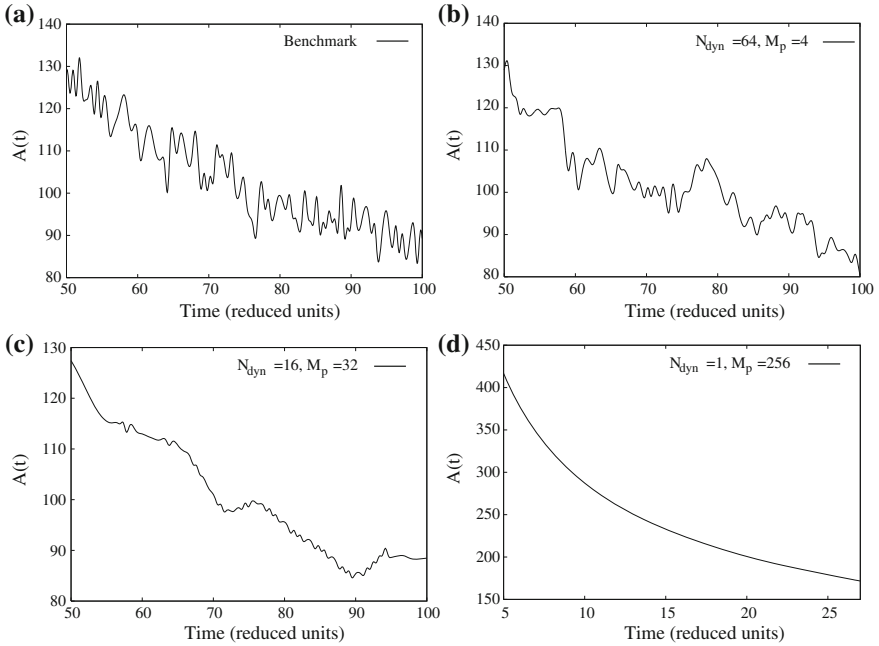 (a)
140
130
120
110
100
90
80
A(t)
Benchmark
50 60 70 80 90 100
Time (reduced units)
(b)
140
120
100
80
A(t)
N_dyn =64, M_p =4
50 60 70 80 90 100
Time (reduced units)
(c)
130
120
110
100
90
80
A(t)
N_dyn =16, M_p =32
50 60 70 80 90 100
Time (reduced units)
(d)
450
400
350
300
250
200
150
A(t)
N_dyn =1, M_p =256
5 10 15 20 25
Time (reduced units)